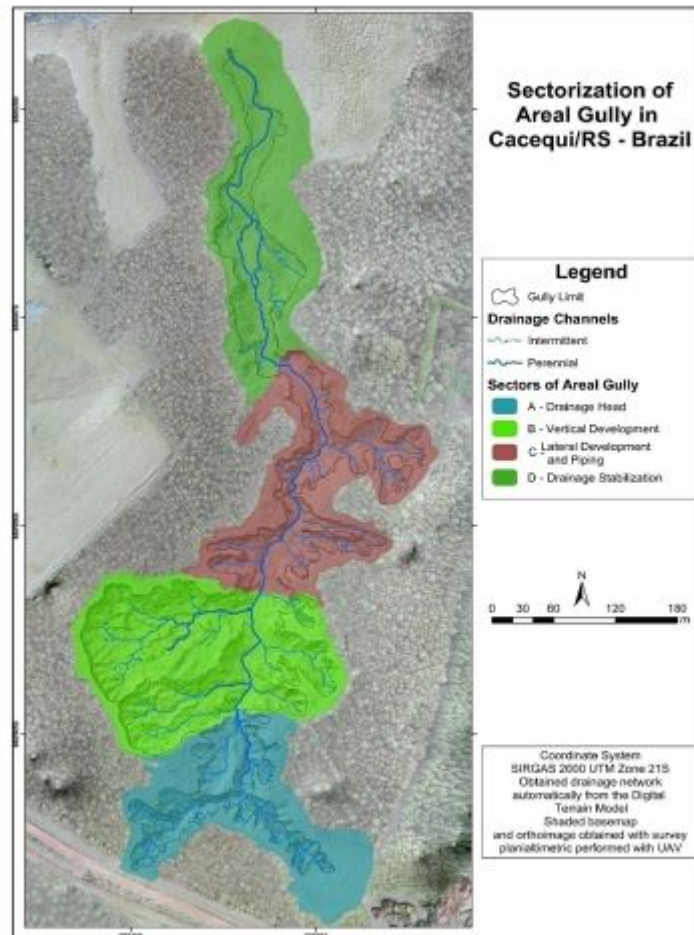 Sectorization of
Areal Gully in
Cacequi/RS - Brazil
Legend
Gully Limit
Drainage Channels
Intermittent
Perennial
Sectors of Areal Gully
A - Drainage Head
B - Vertical Development
C - Lateral Development
and Piping
D - Drainage Stabilization
N
0 30 60 120 180
m
Coordinate System
SIRGAS 2000 UTM Zone 21S
Obtained drainage network
automatically from the Digital
Terrain Model
Shaded basemap
and orthoimage obtained with survey
planialtimetric performed with UAV